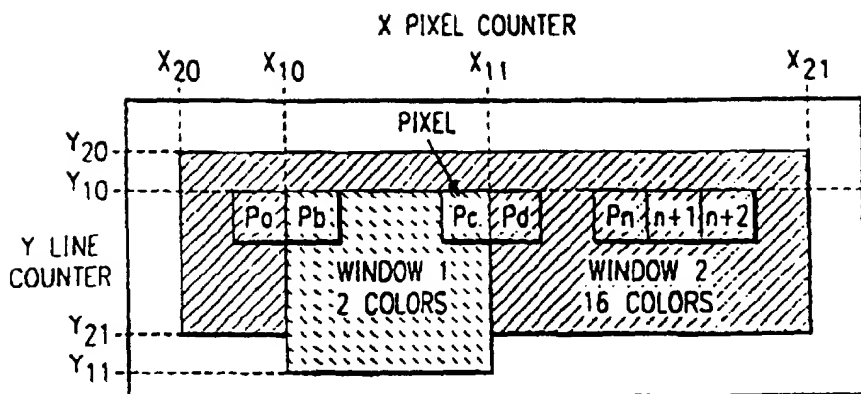 X PIXEL COUNTER
X20 X10 X11 X21
PIXEL
Y20
Y10
Pa Pb Pc Pd Pn n+1 n+2
Y LINE
COUNTER
WINDOW 1
2 COLORS
WINDOW 2
16 COLORS
Y21
Y11